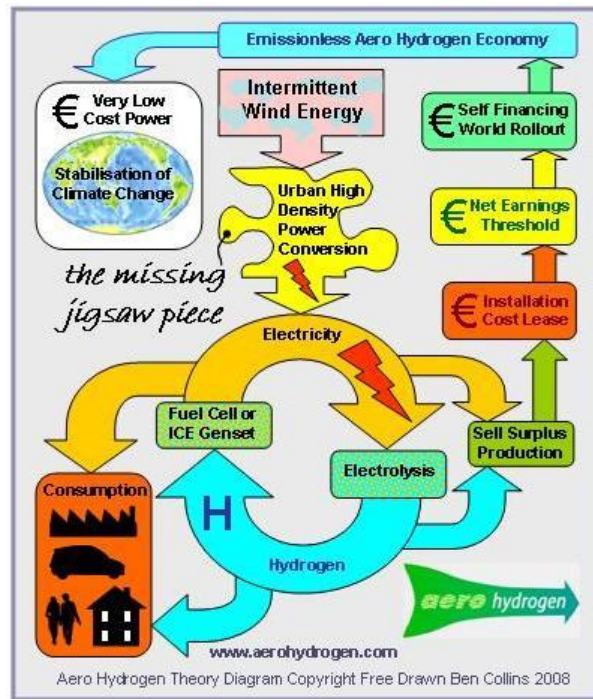 Emissionless Aero Hydrogen Economy
€ Very Low
Cost Power
Stabilisation of
Climate Change
Intermittent
Wind Energy
Urban High
Density
Power
Conversion
the missing
jigsaw piece
€ Self Financing
World Rollout
€ Net Earnings
Threshold
€ Installation
Cost Lease
Electricity
Fuel Cell or
ICE Genset
Electrolysis
Sell Surplus
Production
Consumption
H
Hydrogen
aero hydrogen
www.aerohydrogen.com
Aero Hydrogen Theory Diagram Copyright Free Drawn Ben Collins 2008